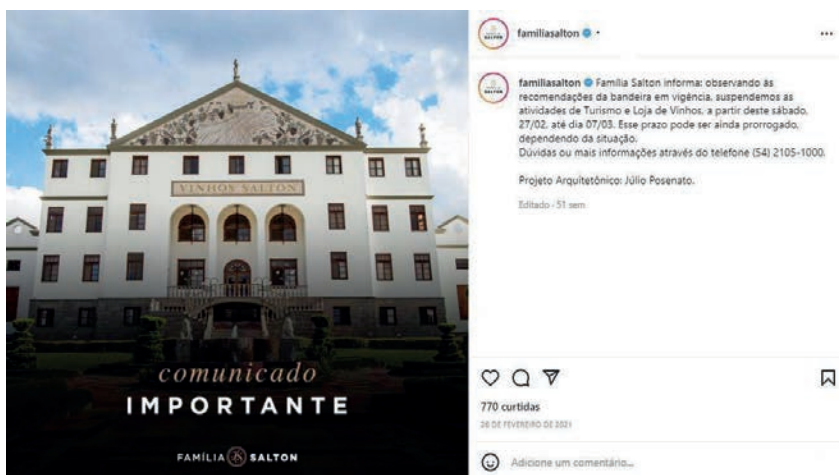 VINHOS SALTON
comunicado
IMPORTANTE
FAMÍLIA SALTON
familiasalton
familiasalton Família Salton informa: observando às
recomendações da bandeira em vigência, suspendemos as
atividades de Turismo e Loja de Vinhos, a partir deste sábado,
27/02, até dia 07/03. Esse prazo pode ser ainda prorrogado,
dependendo da situação.
Dúvidas ou mais informações através do telefone (54) 2105-1000.
Projeto Arquitetônico: Júlio Posenato.
Editado · 51 sem
770 curtidas
26 DE FEVEREIRO DE 2021
Adicione um comentário...